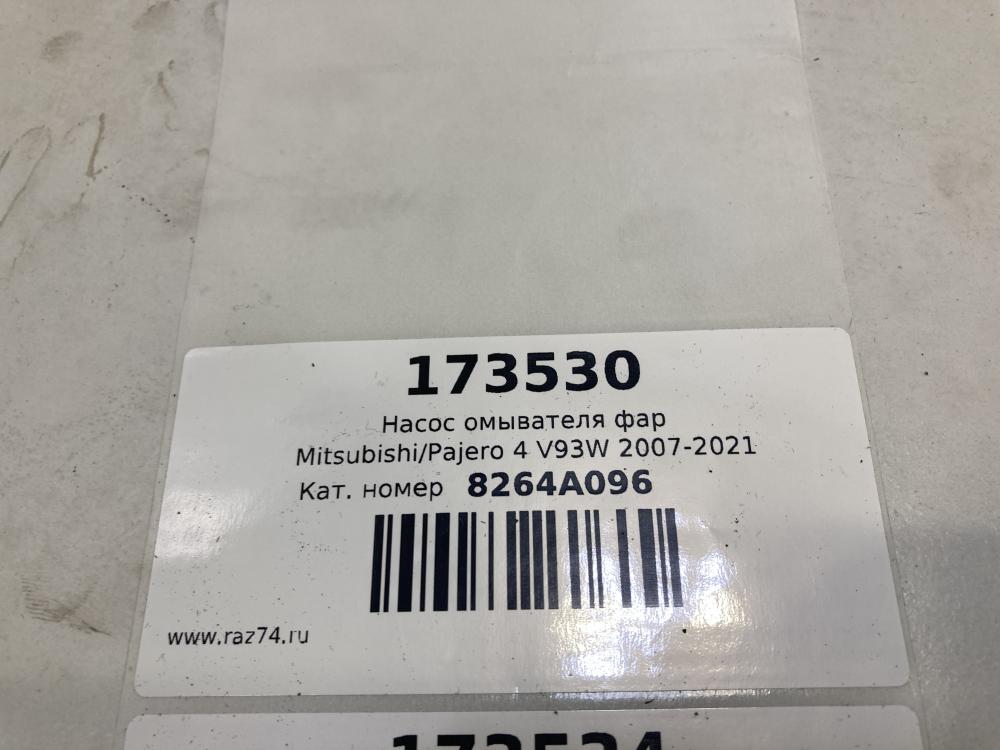 173530
Насос омывателя фар
Mitsubishi/Pajero 4 V93W 2007-2021
Кат. номер 8264A096
www.raz74.ru